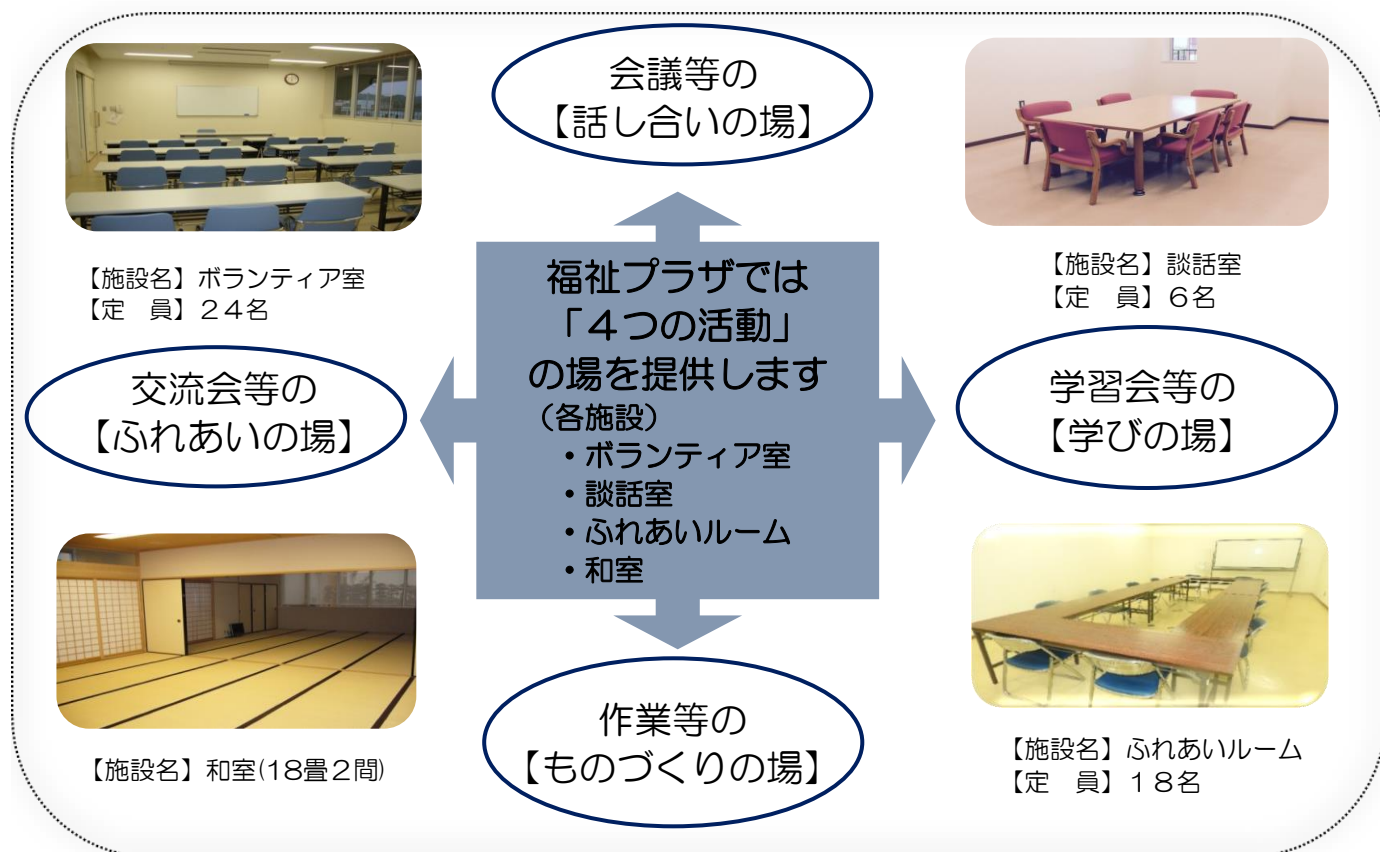 会議等の
【話し合いの場】
【施設名】ボランティア室
【定　員】２４名
【施設名】談話室
【定　員】６名
福祉プラザでは
「４つの活動」
の場を提供します
（各施設）
・ボランティア室
・談話室
・ふれあいルーム
・和室
交流会等の
【ふれあいの場】
学習会等の
【学びの場】
作業等の
【ものづくりの場】
【施設名】和室(18畳２間)
【施設名】ふれあいルーム
【定　員】１８名